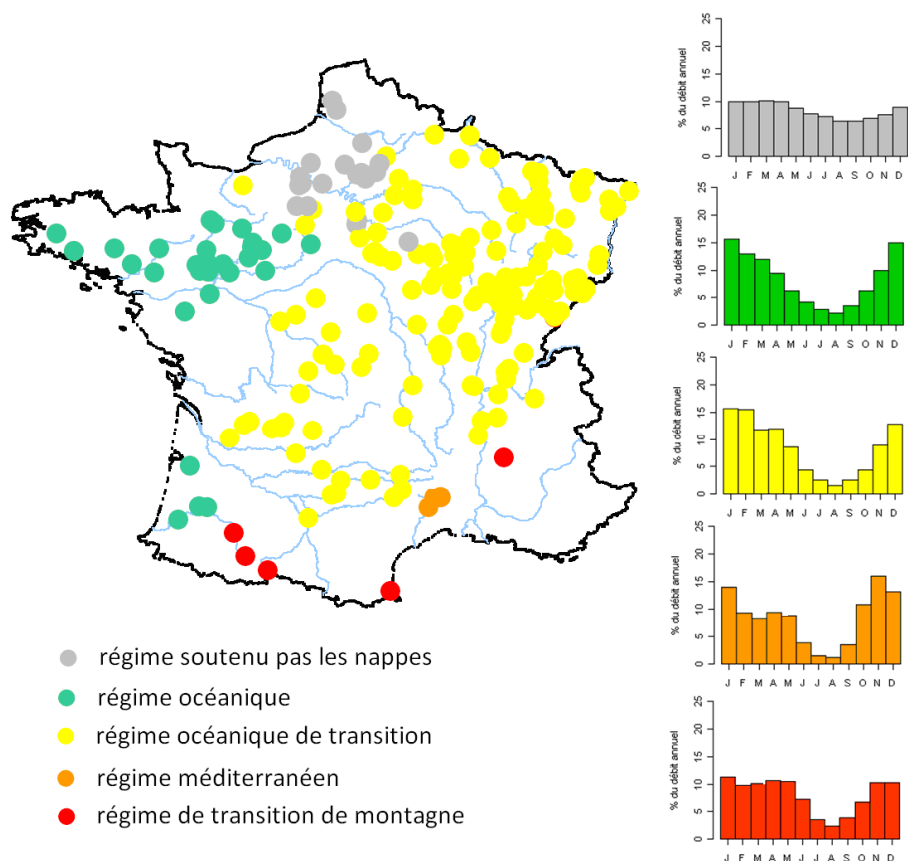 25
20
15
10
5
0
% du débit annuel
J F M A M J J A S O N D
25
20
15
10
5
0
% du débit annuel
J F M A M J J A S O N D
25
20
15
10
5
0
% du débit annuel
J F M A M J J A S O N D
25
20
15
10
5
0
% du débit annuel
J F M A M J J A S O N D
25
20
15
10
5
0
% du débit annuel
J F M A M J J A S O N D
régime soutenu pas les nappes
régime océanique
régime océanique de transition
régime méditerranéen
régime de transition de montagne